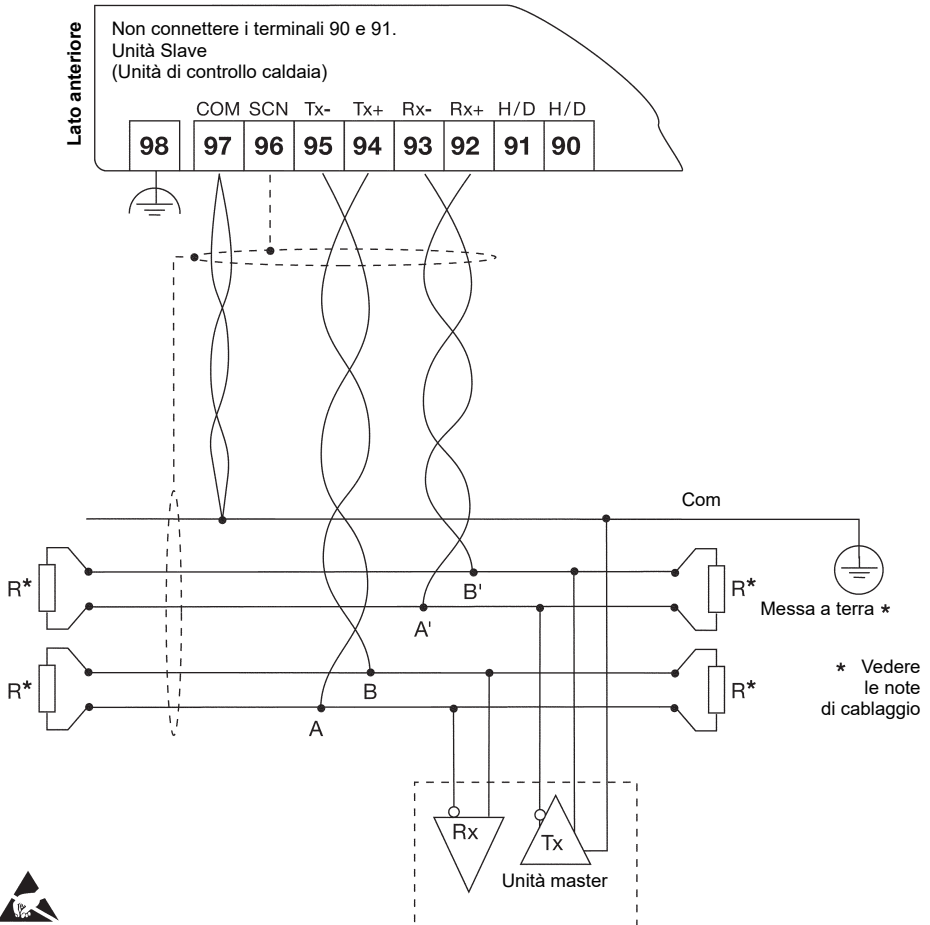 Lato anteriore
Non connettere i terminali 90 e 91.
Unità Slave
(Unità di controllo caldaia)
COM SCN Tx- Tx+ Rx- Rx+ H/D H/D
98 97 96 95 94 93 92 91 90
Com
R*
R*
B'
Messa a terra *
A'
* Vedere
le note
di cablaggio
R*
R*
B
A
Rx
Tx
Unità master